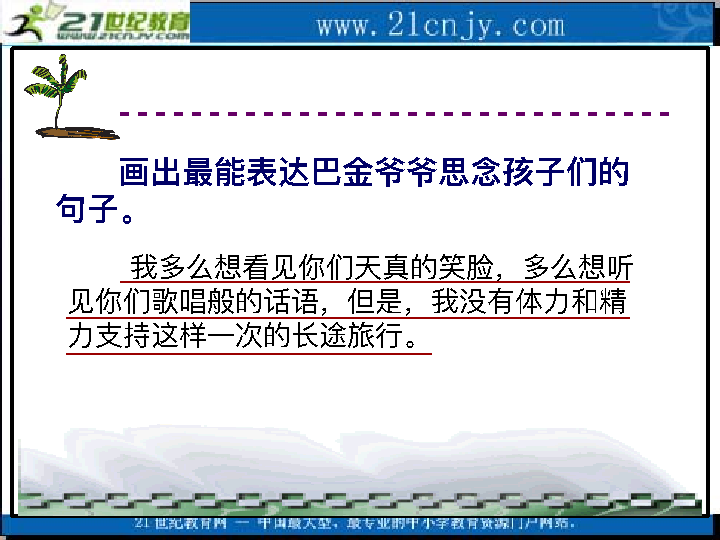 21世纪教育
WWW.21CNJY.COM
www.21cnjy.com
画出最能表达巴金爷爷思念孩子们的
句子。
我多么想看见你们天真的笑脸，多么想听
见你们歌唱般的话语，但是，我没有体力和精
力支持这样一次的长途旅行。
21世纪教育网 -- 中国最大型、最专业的中小学教育资源门户网站.